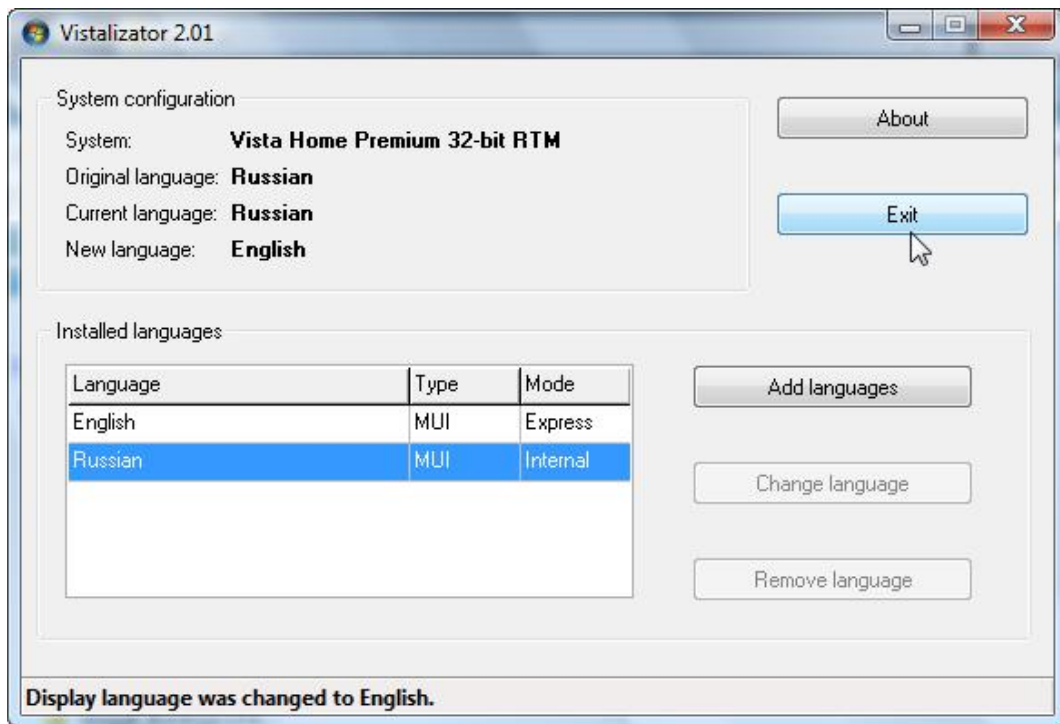 Vistalizator 2.01
System configuration
System: Vista Home Premium 32-bit RTM
Original language: Russian
Current language: Russian
New language: English
About
Exit
Installed languages
Language Type Mode
English MUI Express
Russian MUI Internal
Add languages
Change language
Remove language
Display language was changed to English.